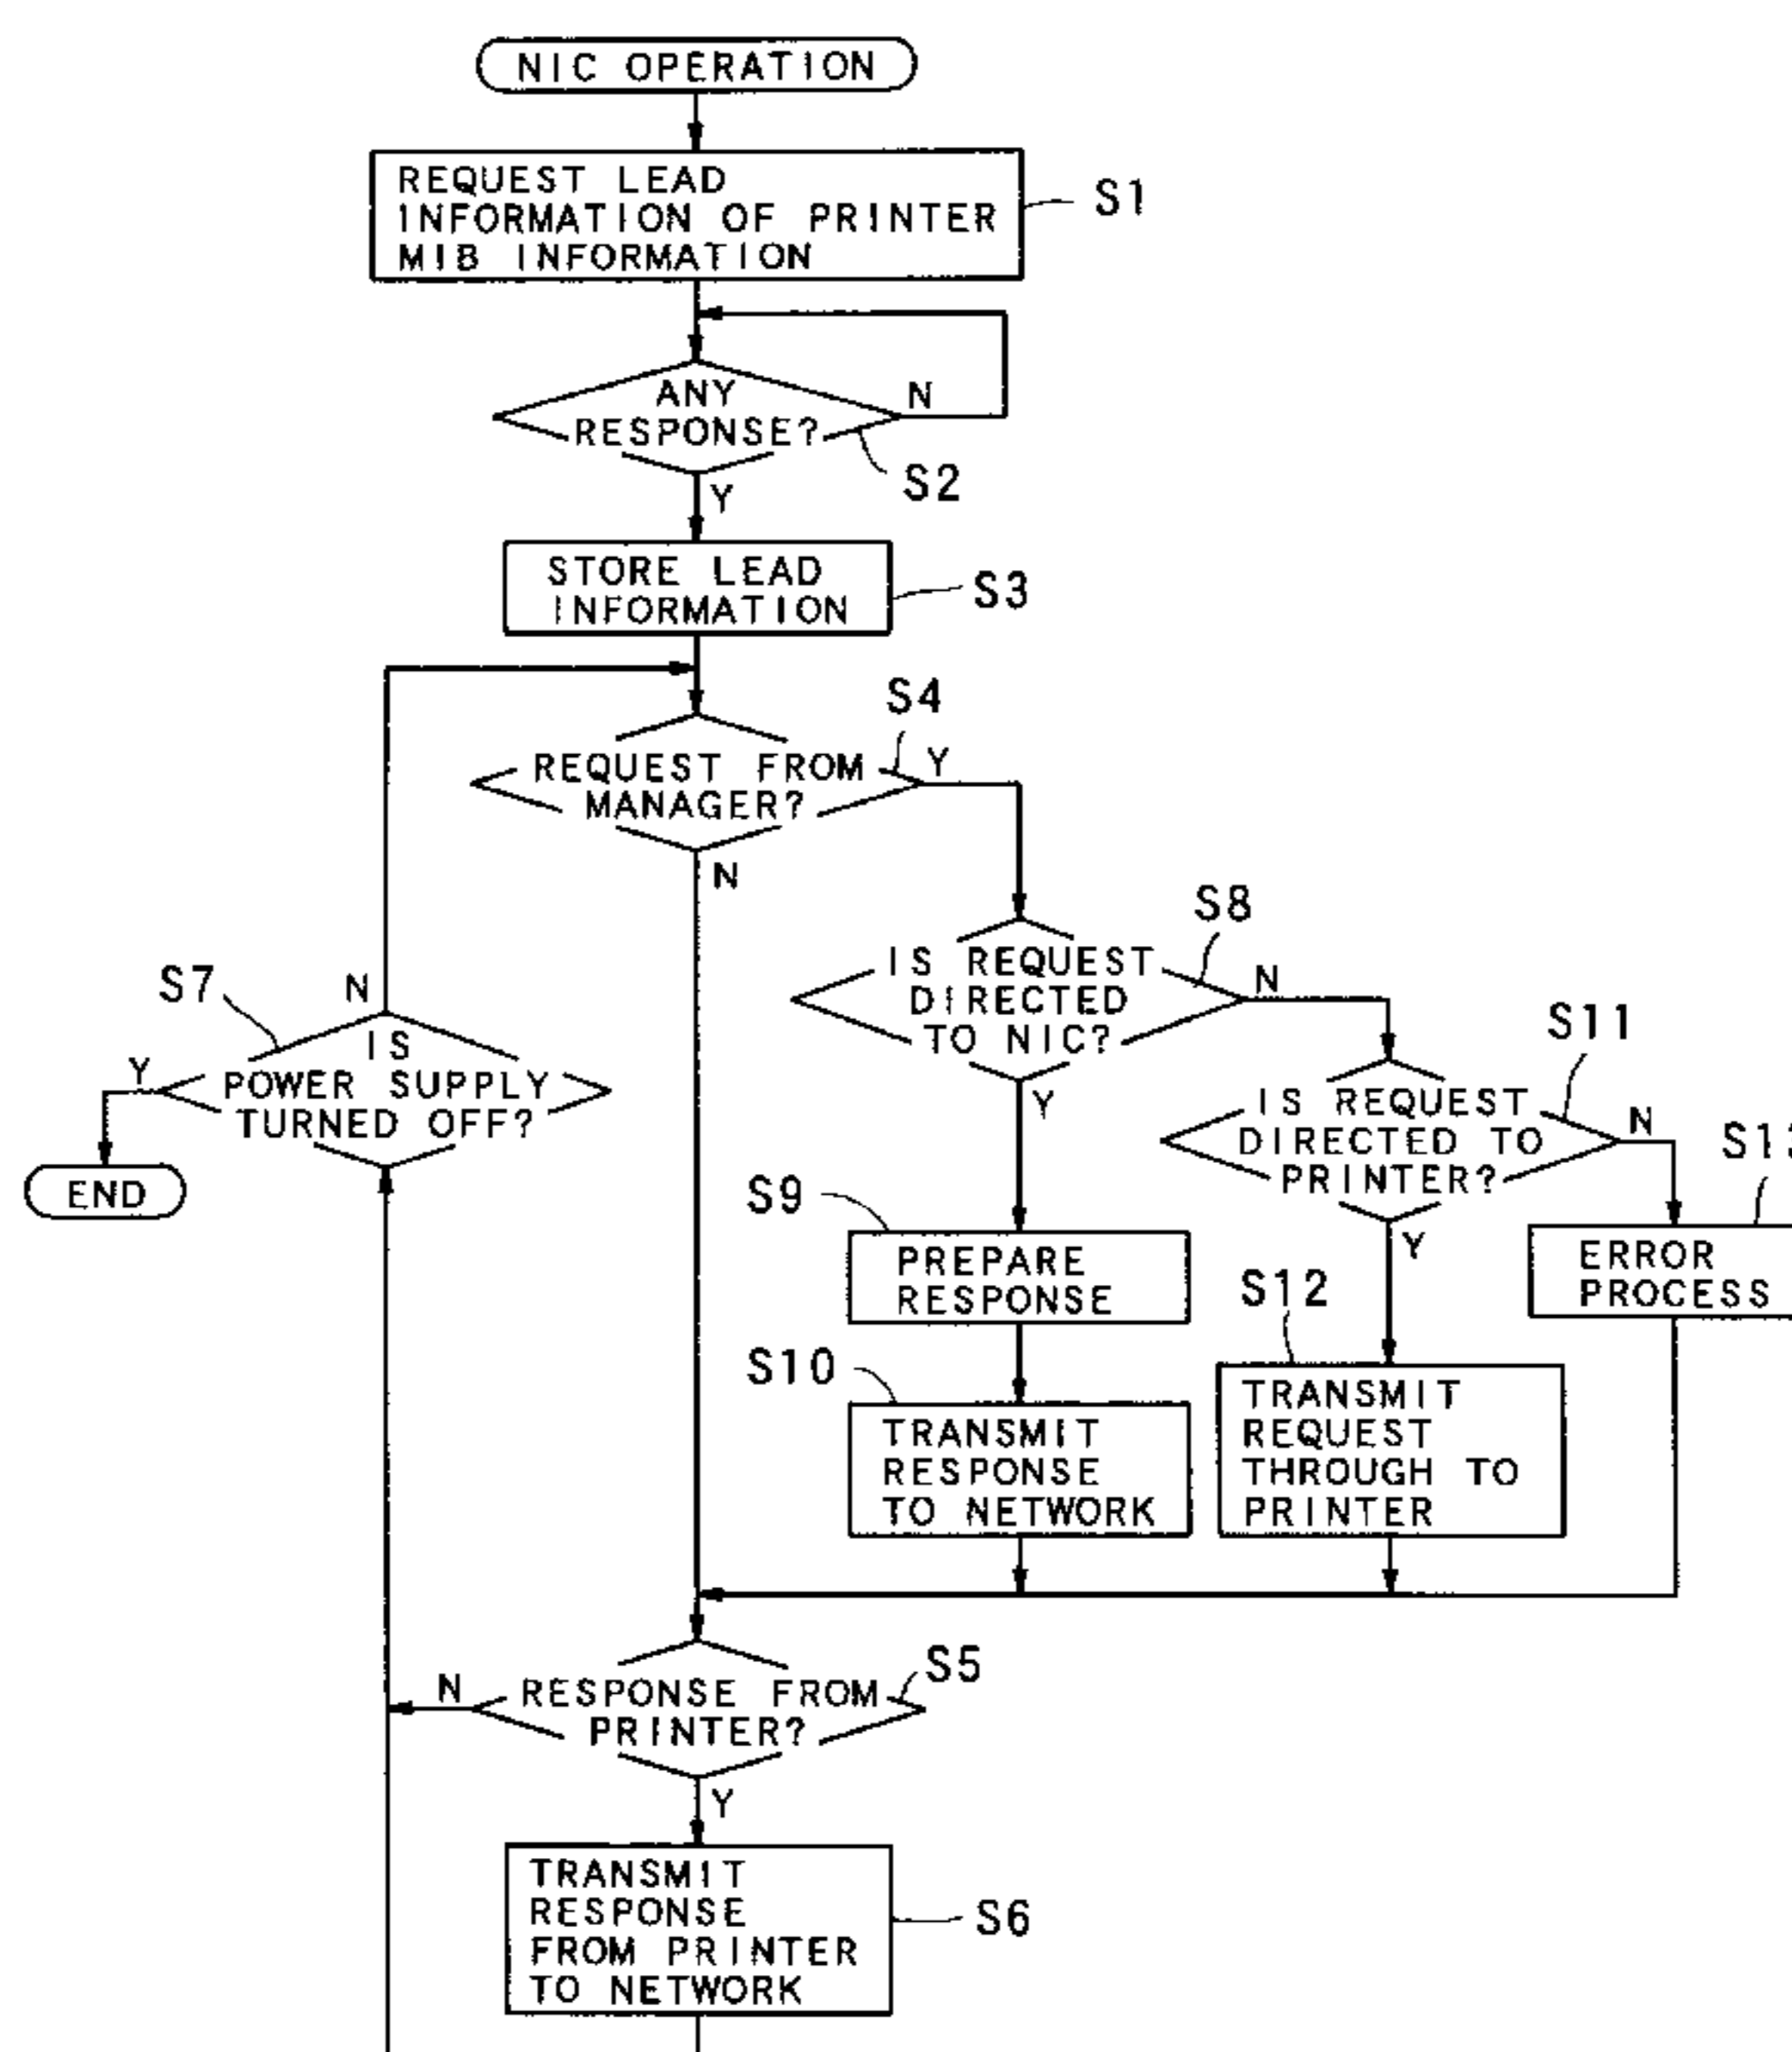 NIC OPERATION
REQUEST LEAD
INFORMATION OF PRINTER
MIB INFORMATION
S1
ANY
RESPONSE?
N
S2
Y
STORE LEAD
INFORMATION
S3
S4
REQUEST FROM
MANAGER?
Y
N
S8
IS REQUEST
DIRECTED
TO NIC?
N
Y
S7
N
IS
POWER SUPPLY
TURNED OFF?
Y
END
S11
IS REQUEST
DIRECTED TO
PRINTER?
N
Y
S13
ERROR
PROCESS
S9
PREPARE
RESPONSE
S12
TRANSMIT
REQUEST
THROUGH TO
PRINTER
S10
TRANSMIT
RESPONSE
TO NETWORK
S5
RESPONSE FROM
PRINTER?
N
Y
TRANSMIT
RESPONSE
FROM PRINTER
TO NETWORK
S6